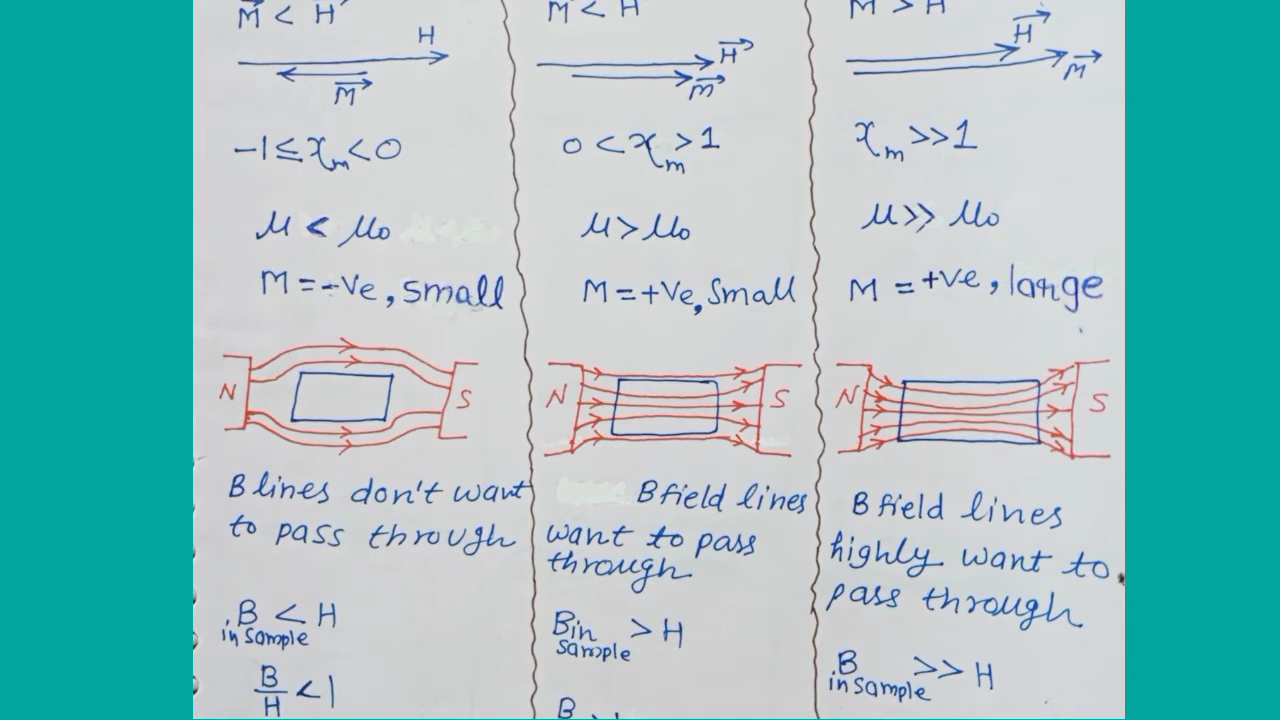 M⃗ < H⃗
H
M⃗
-1 ≤ χm < 0
μ < μ₀
M = -ve, small
N S
B lines don't want
to pass through
B < H
in sample
B/H < 1
M⃗ < H⃗
H⃗
M⃗
0 < χm > 1
μ > μ₀
M = +ve, small
N S
B field lines
want to pass
through
Bin > H
sample
B
M⃗ > H⃗
H⃗
M⃗
χm >> 1
μ >> μ₀
M = +ve, large
N S
B field lines
highly want to
pass through
B >> H
in sample